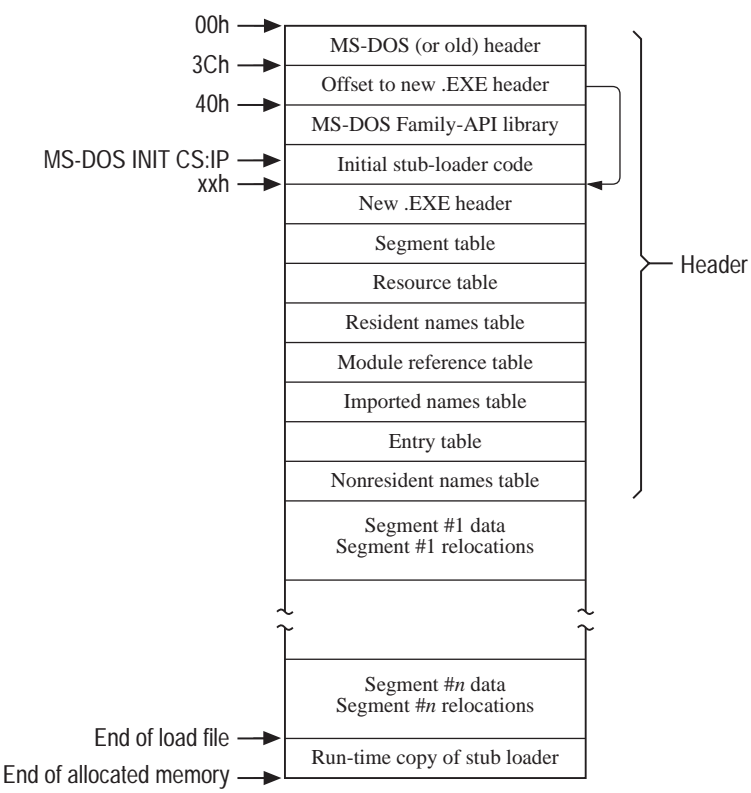 00h
MS-DOS (or old) header
3Ch
Offset to new .EXE header
40h
MS-DOS Family-API library
MS-DOS INIT CS:IP
Initial stub-loader code
xxh
New .EXE header
Segment table
Resource table
Header
Resident names table
Module reference table
Imported names table
Entry table
Nonresident names table
Segment #1 data
Segment #1 relocations
Segment #n data
Segment #n relocations
End of load file
Run-time copy of stub loader
End of allocated memory